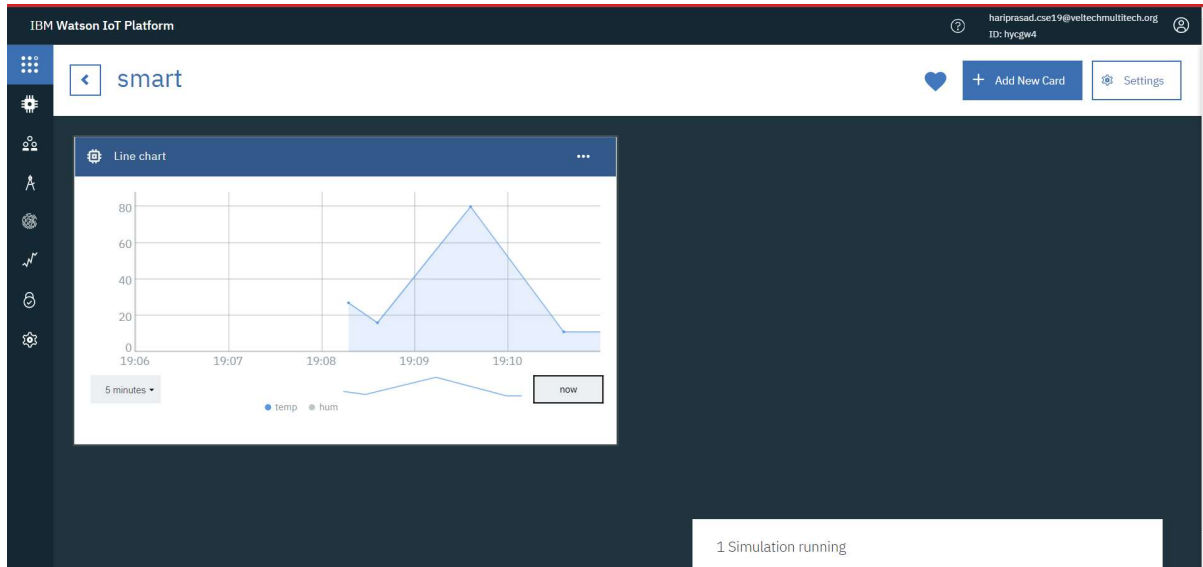 IBM Watson IoT Platform
hariprasad.cse19@veltechmultitech.org
ID: hycgw4
smart
+ Add New Card
Settings
Line chart
80
60
40
20
0
19:06 19:07 19:08 19:09 19:10
5 minutes
now
temp hum
1 Simulation running